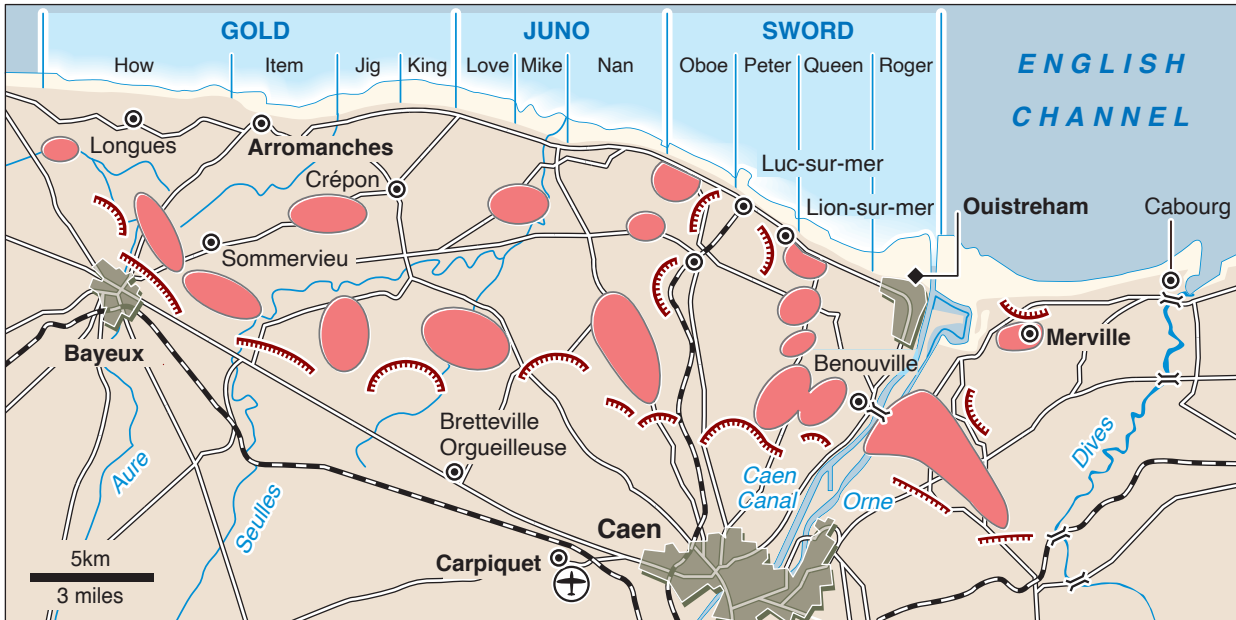 GOLD
JUNO
SWORD
How
Item
Jig
King
Love
Mike
Nan
Oboe
Peter
Queen
Roger
ENGLISH
CHANNEL
Longues
Arromanches
Crépon
Luc-sur-mer
Lion-sur-mer
Ouistreham
Cabourg
Sommervieu
Bayeux
Merville
Benouville
Bretteville
Orgueilleuse
Aure
Seulles
Caen
Canal
Orne
Dives
Caen
Carpiquet
5km
3 miles